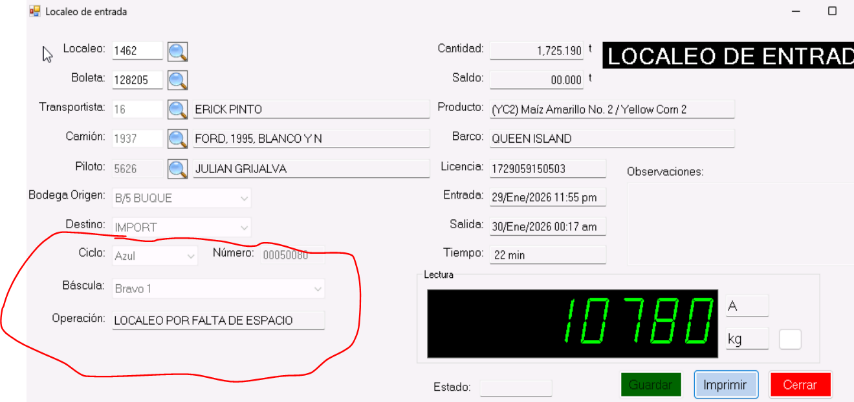 Localeo de entrada
Localeo: 1462
Cantidad: 1,725.190 t
LOCALEO DE ENTRAD
Boleta: 128205
Saldo: 00.000 t
Transportista: 16 ERICK PINTO
Producto: (YC2) Maíz Amarillo No. 2 / Yellow Corn 2
Camión: 1937 FORD, 1995, BLANCO Y N
Barco: QUEEN ISLAND
Piloto: 5626 JULIAN GRIJALVA
Licencia: 1729059150503
Observaciones:
Bodega Origen: B/5 BUQUE
Entrada: 29/Ene/2026 11:55 pm
Destino: IMPORT
Salida: 30/Ene/2026 00:17 am
Ciclo: Azul Número: 00050080
Tiempo: 22 min
Báscula: Bravo 1
Lectura
Operación: LOCALEO POR FALTA DE ESPACIO
10780 A
kg
Estado:
Guardar Imprimir Cerrar